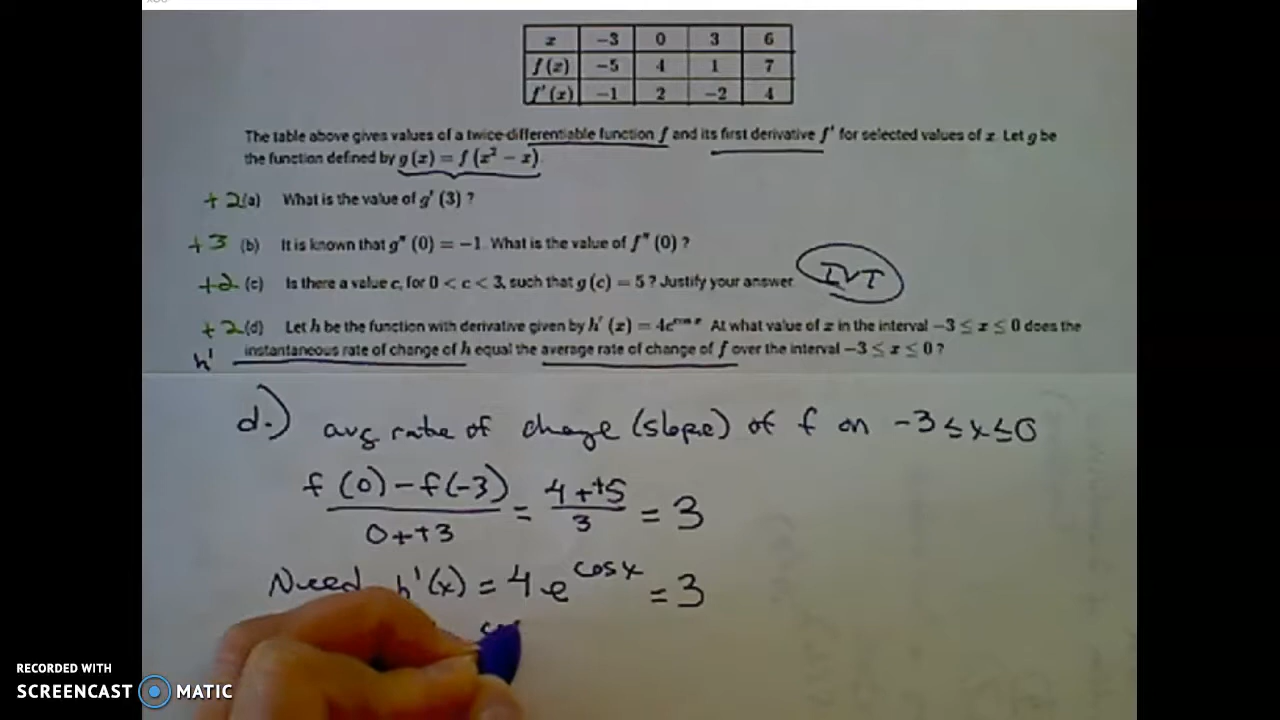 x −3 0 3 6
f(x) −5 4 1 7
f'(x) −1 2 −2 4
The table above gives values of a twice-differentiable function f and its first derivative f' for selected values of x. Let g be
the function defined by g(x) = f(x² − x).
+2 (a) What is the value of g'(3) ?
+3 (b) It is known that g"(0) = −1. What is the value of f"(0) ?
+2 (c) Is there a value c, for 0 < c < 3, such that g(c) = 5 ? Justify your answer. IVT
+2 (d) Let h be the function with derivative given by h'(x) = 4e^cos x. At what value of x in the interval −3 ≤ x ≤ 0 does the
h' instantaneous rate of change of h equal the average rate of change of f over the interval −3 ≤ x ≤ 0 ?
d.) avg rate of change (slope) of f on -3 ≤ x ≤ 0
f(0) - f(-3) / 0 + +3 = 4 + +5 / 3 = 3
Need h'(x) = 4e^cosx = 3
RECORDED WITH
SCREENCAST MATIC